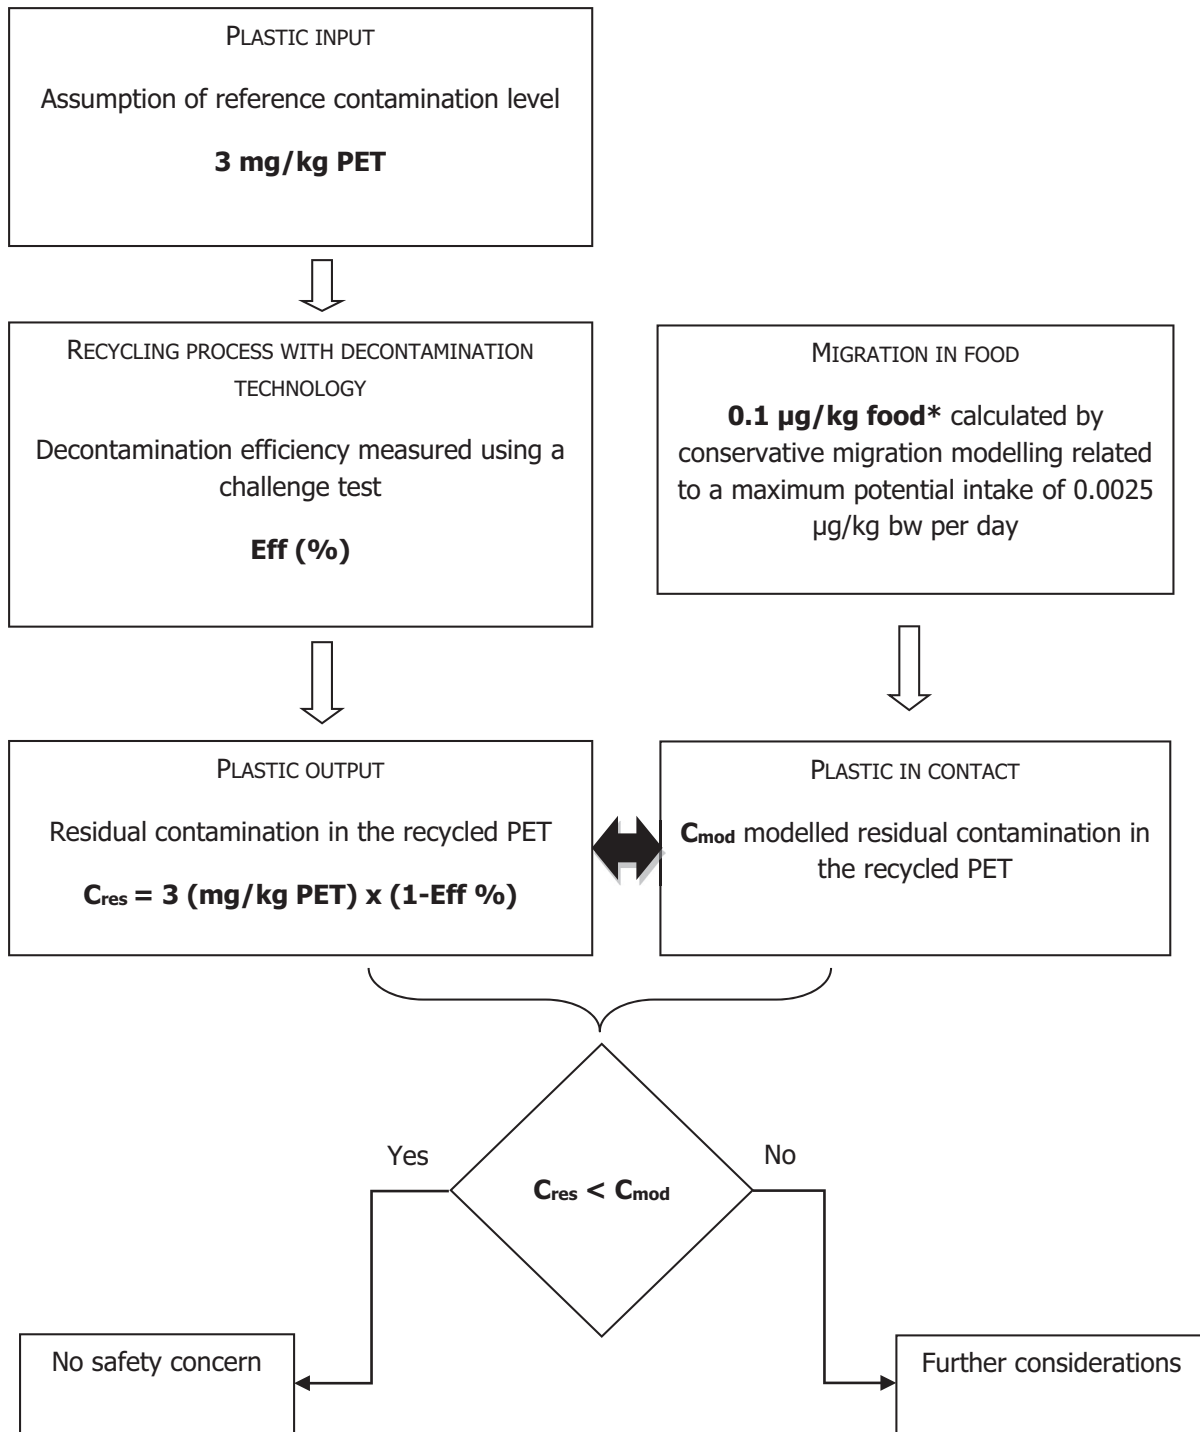 PLASTIC INPUT
Assumption of reference contamination level
3 mg/kg PET
RECYCLING PROCESS WITH DECONTAMINATION
TECHNOLOGY
Decontamination efficiency measured using a
challenge test
Eff (%)
MIGRATION IN FOOD
0.1 µg/kg food* calculated by
conservative migration modelling related
to a maximum potential intake of 0.0025
µg/kg bw per day
PLASTIC OUTPUT
Residual contamination in the recycled PET
Cres = 3 (mg/kg PET) x (1-Eff %)
PLASTIC IN CONTACT
Cmod modelled residual contamination in
the recycled PET
Yes
No
Cres < Cmod
No safety concern
Further considerations